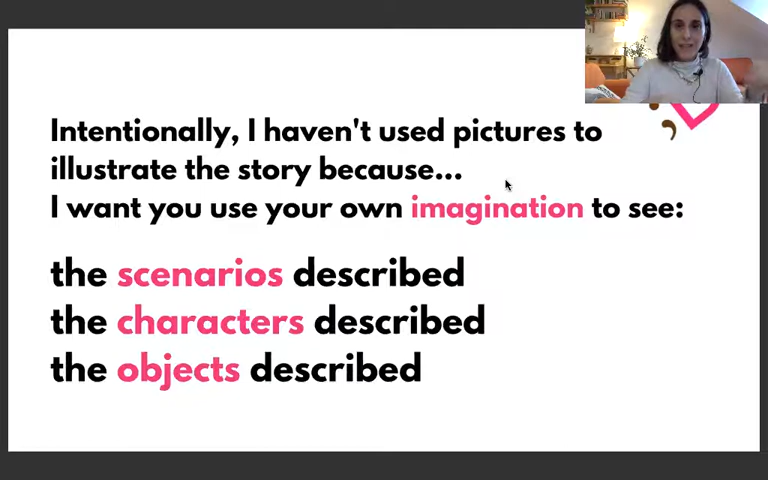 Intentionally, I haven't used pictures to
illustrate the story because...
I want you use your own imagination to see:
the scenarios described
the characters described
the objects described